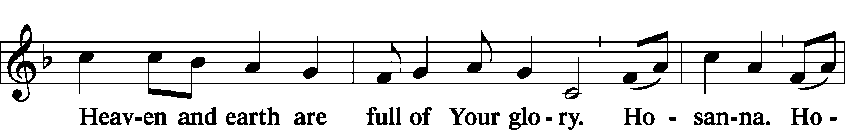 Heav-en and earth are full of Your glo-ry. Ho-san-na. Ho-